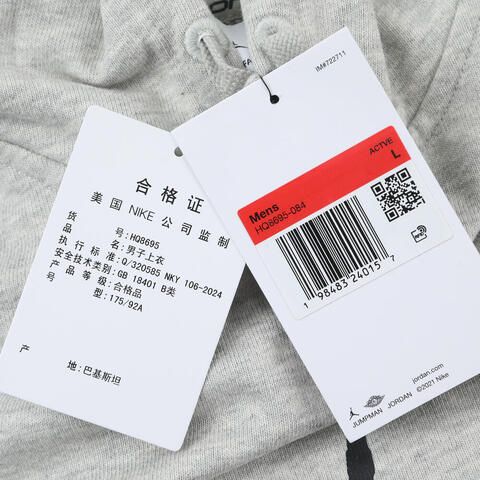 IM#722711
ACTVE
L
Mens
HQ8695-084
1 98483 24015 7
jordan.com
©2021 Nike
JUMPMAN JORDAN
合格证
美国 NIKE 公司监制
货 号: HQ8695
品 名: 男子上衣
执行标准: Q/320585 NKY 106-2024
安全技术类别: GB 18401 B类
产品等级: 合格品
号 型: 175/92A
产 地: 巴基斯坦